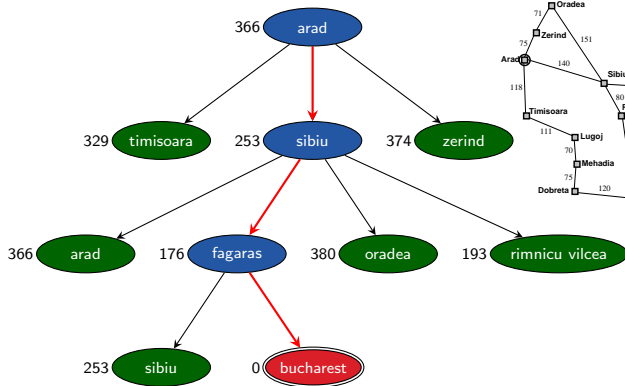 366 arad
329 timisoara 253 sibiu 374 zerind
366 arad 176 fagaras 380 oradea 193 rimnicu vilcea
253 sibiu 0 bucharest
Oradea
71
Zerind
75
151
Arad
140
Sibiu
118
80
Timisoara
111
Lugoj
70
Mehadia
75
Dobreta
120